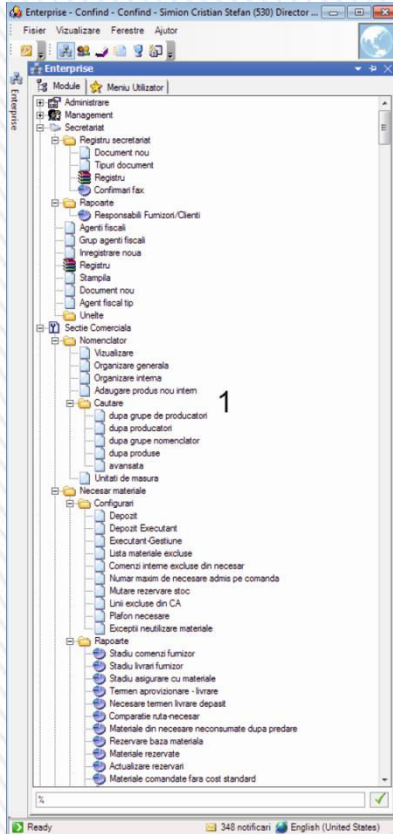 Enterprise - Confind - Confind - Simion Cristian Stefan (530) Director ...
Fisier Vizualizare Ferestre Ajutor
Enterprise
Enterprise
Module Meniu Utilizator
Administrare
Management
Secretariat
Registru secretariat
Document nou
Tipuri document
Registru
Confirmari fax
Rapoarte
Responsabili Furnizori/Clienti
Agenti fiscali
Grup agenti fiscali
Inregistrare noua
Registru
Stampila
Document nou
Agent fiscal tip
Unelte
Sectie Comerciala
Nomenclator
Vizualizare
Organizare generala
Organizare interna
Adaugare produs nou intern
1
Cautare
dupa grupe de producatori
dupa producatori
dupa grupe nomenclator
dupa produse
avansata
Unitati de masura
Necesar materiale
Configurari
Depozit
Depozit Executant
Executant-Gestiune
Lista materiale excluse
Comenzi interne excluse din necesar
Numar maxim de necesare admis pe comanda
Mutare rezervare stoc
Linii excluse din CA
Plafon necesare
Exceptii neutilizare materiale
Rapoarte
Stadiu comenzi furnizor
Stadiu livrari furnizor
Stadiu asigurare cu materiale
Termen aprovizionare - livrare
Necesare termen livrare depasit
Comparatie ruta-necesar
Materiale din necesare neconsumate dupa predare
Rezervare baza materiala
Materiale rezervate
Actualizare rezervari
Materiale comandate fara cost standard
%
Ready 348 notificari English (United States)